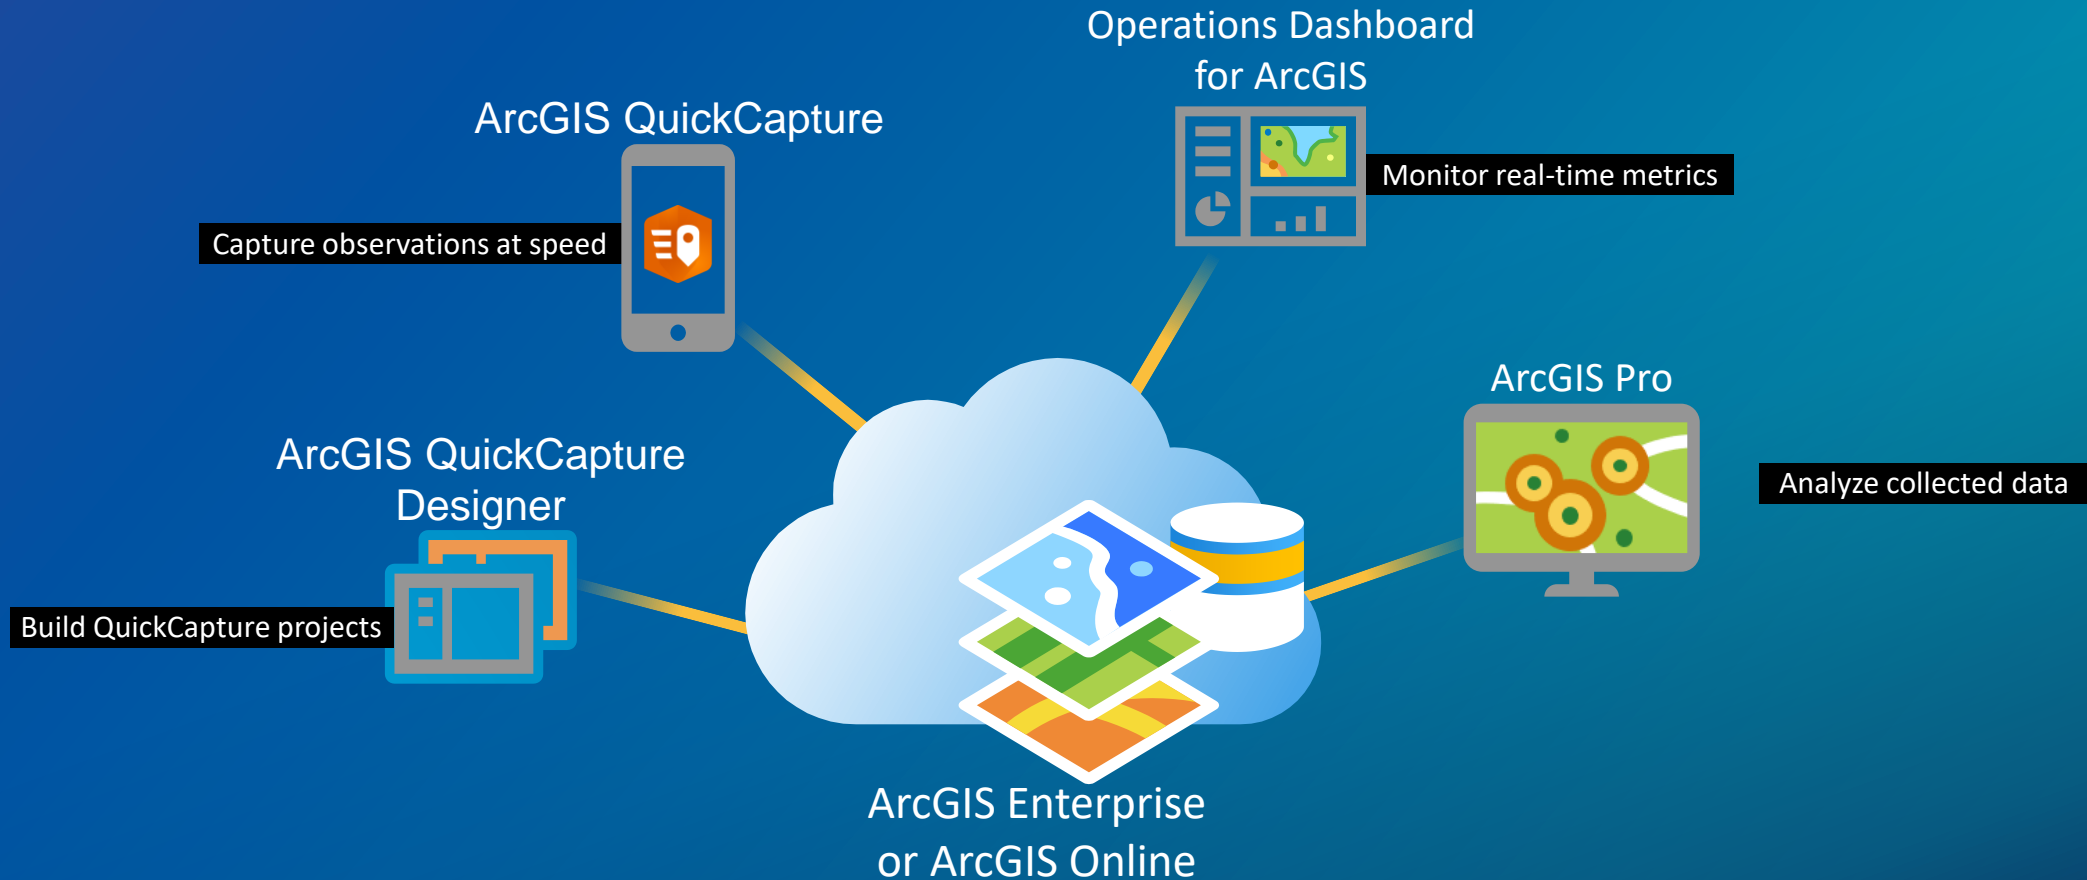 Operations Dashboard
for ArcGIS
ArcGIS QuickCapture
Monitor real-time metrics
Capture observations at speed
ArcGIS Pro
ArcGIS QuickCapture
Designer
Analyze collected data
Build QuickCapture projects
ArcGIS Enterprise
or ArcGIS Online